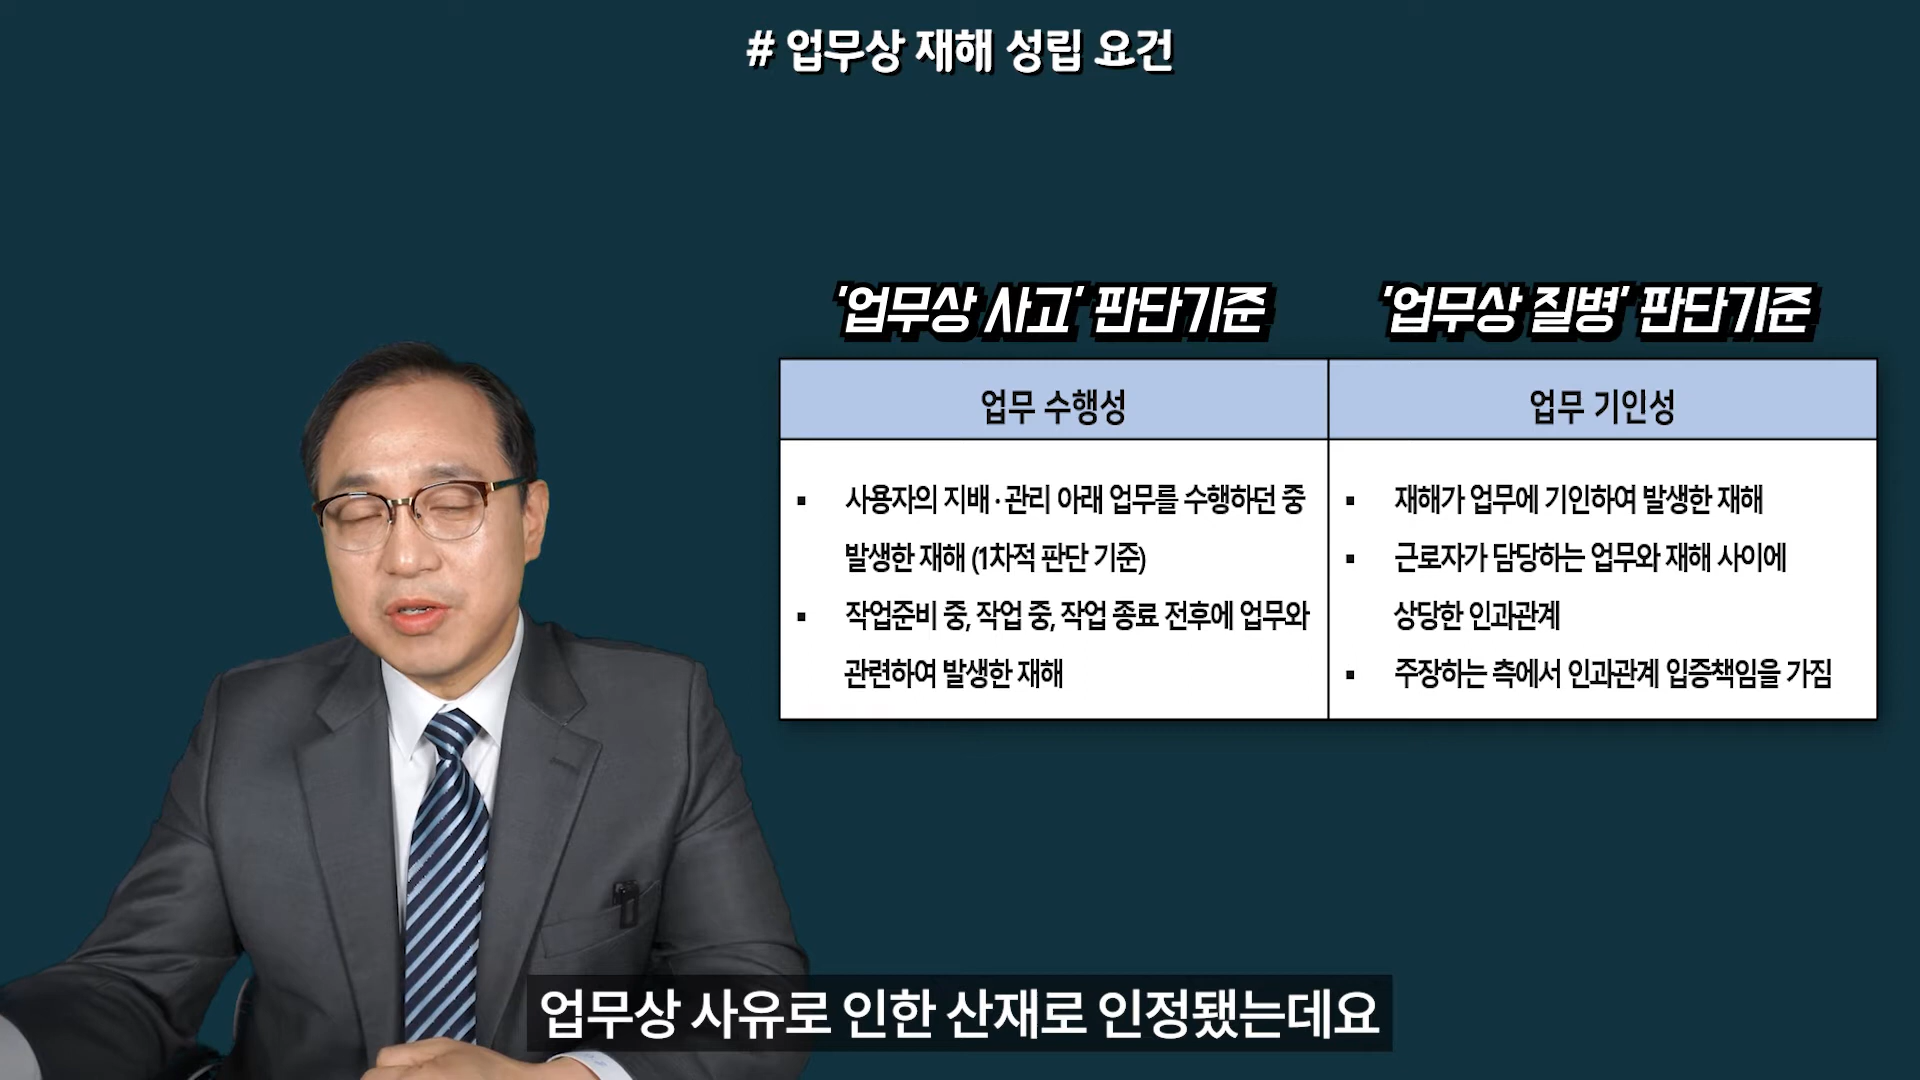 # 업무상 재해 성립 요건
'업무상 사고' 판단기준
'업무상 질병' 판단기준
업무 수행성
업무 기인성
▪ 사용자의 지배·관리 아래 업무를 수행하던 중
발생한 재해 (1차적 판단 기준)
▪ 작업준비 중, 작업 중, 작업 종료 전후에 업무와
관련하여 발생한 재해
▪ 재해가 업무에 기인하여 발생한 재해
▪ 근로자가 담당하는 업무와 재해 사이에
상당한 인과관계
▪ 주장하는 측에서 인과관계 입증책임을 가짐
업무상 사유로 인한 산재로 인정됐는데요